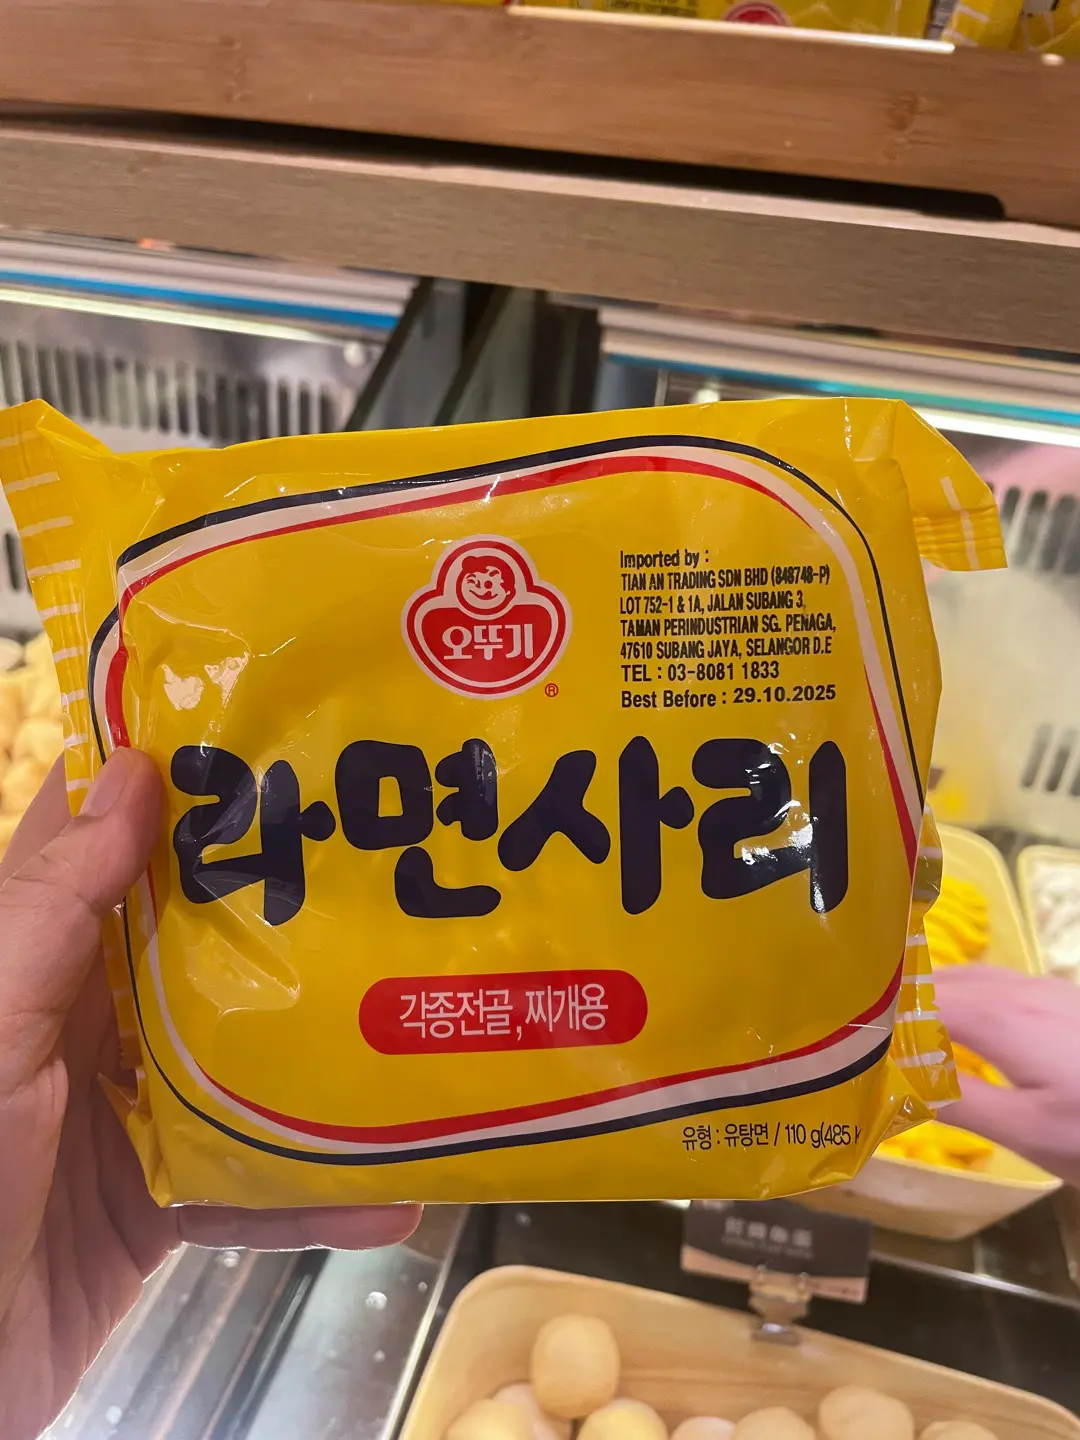 오뚜기
®
Imported by :
TIAN AN TRADING SDN BHD (848748-P)
LOT 752-1 & 1A, JALAN SUBANG 3,
TAMAN PERINDUSTRIAN SG. PENAGA,
47610 SUBANG JAYA, SELANGOR D.E
TEL : 03-8081 1833
Best Before : 29.10.2025
라면사리
각종전골,찌개용
유형 : 유탕면 / 110 g(485 k